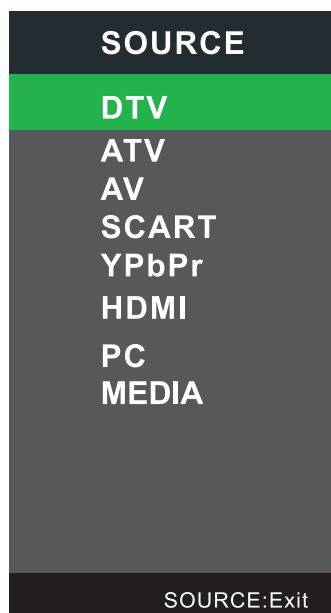 SOURCE
DTV
ATV
AV
SCART
YPbPr
HDMI
PC
MEDIA
SOURCE:Exit